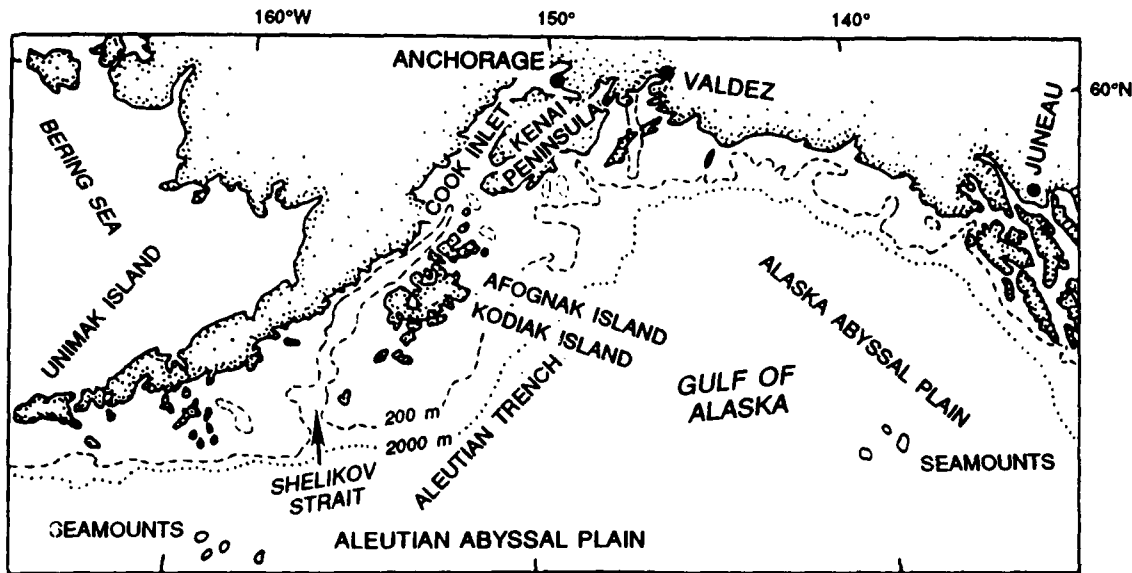 160°W
150°
140°
ANCHORAGE
VALDEZ
60°N
BERING SEA
COOK INLET
KENAI
PENINSULA
JUNEAU
UNIMAK ISLAND
AFOGNAK ISLAND
KODIAK ISLAND
ALASKA ABYSSAL PLAIN
ALEUTIAN TRENCH
GULF OF
ALASKA
200 m
2000 m
SHELIKOV
STRAIT
SEAMOUNTS
SEAMOUNTS
ALEUTIAN ABYSSAL PLAIN